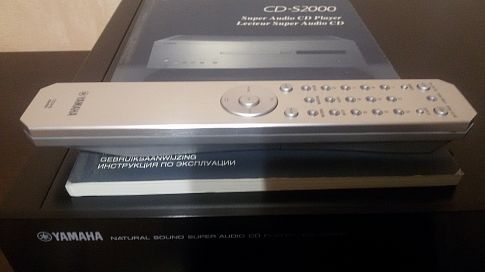 CD-S2000
Super Audio CD Player
Lecteur Super Audio CD
YAMAHA
GEBRUIKSAANWIJZING
ИНСТРУКЦИЯ ПО ЭКСПЛУАТАЦИИ
YAMAHA NATURAL SOUND SUPER AUDIO CD PLAYER